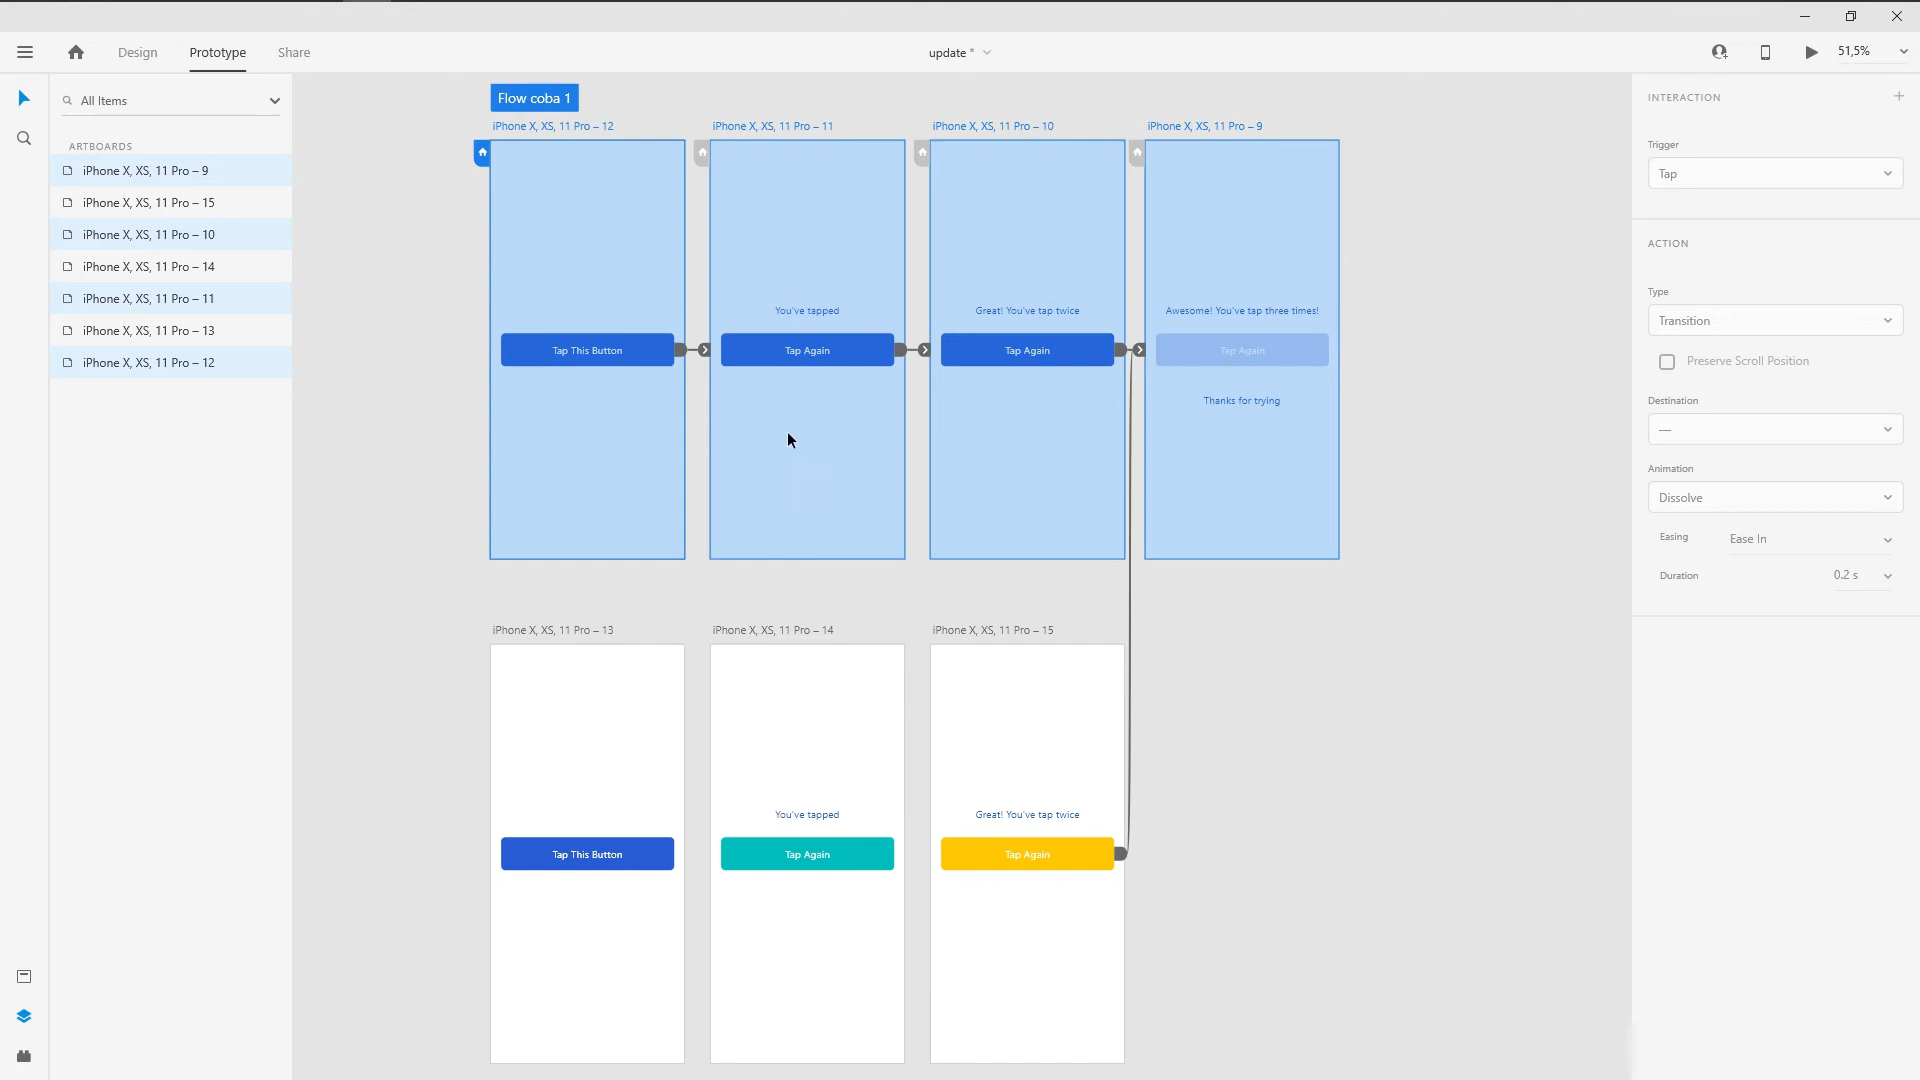 Design
Prototype
Share
update *
51,5%
All Items
ARTBOARDS
iPhone X, XS, 11 Pro – 9
iPhone X, XS, 11 Pro – 15
iPhone X, XS, 11 Pro – 10
iPhone X, XS, 11 Pro – 14
iPhone X, XS, 11 Pro – 11
iPhone X, XS, 11 Pro – 13
iPhone X, XS, 11 Pro – 12
Flow coba 1
iPhone X, XS, 11 Pro – 12
Tap This Button
iPhone X, XS, 11 Pro – 11
You've tapped
Tap Again
iPhone X, XS, 11 Pro – 10
Great! You've tap twice
Tap Again
iPhone X, XS, 11 Pro – 9
Awesome! You've tap three times!
Tap Again
Thanks for trying
iPhone X, XS, 11 Pro – 13
Tap This Button
iPhone X, XS, 11 Pro – 14
You've tapped
Tap Again
iPhone X, XS, 11 Pro – 15
Great! You've tap twice
Tap Again
INTERACTION
Trigger
Tap
ACTION
Type
Transition
Preserve Scroll Position
Destination
—
Animation
Dissolve
Easing
Ease In
Duration
0.2 s